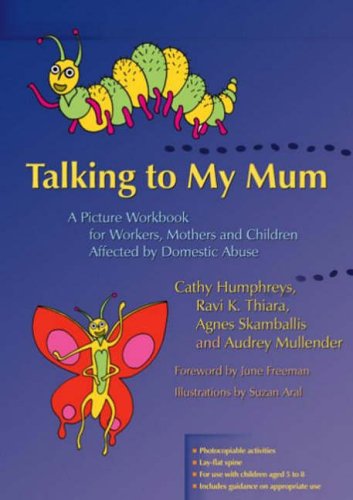 Talking to My Mum
A Picture Workbook
for Workers, Mothers and Children
Affected by Domestic Abuse
Cathy Humphreys,
Ravi K. Thiara,
Agnes Skamballis
and Audrey Mullender
Foreword by June Freeman
Illustrations by Suzan Aral
Photocopiable activities
Lay-flat spine
For use with children aged 5 to 8
Includes guidance on appropriate use